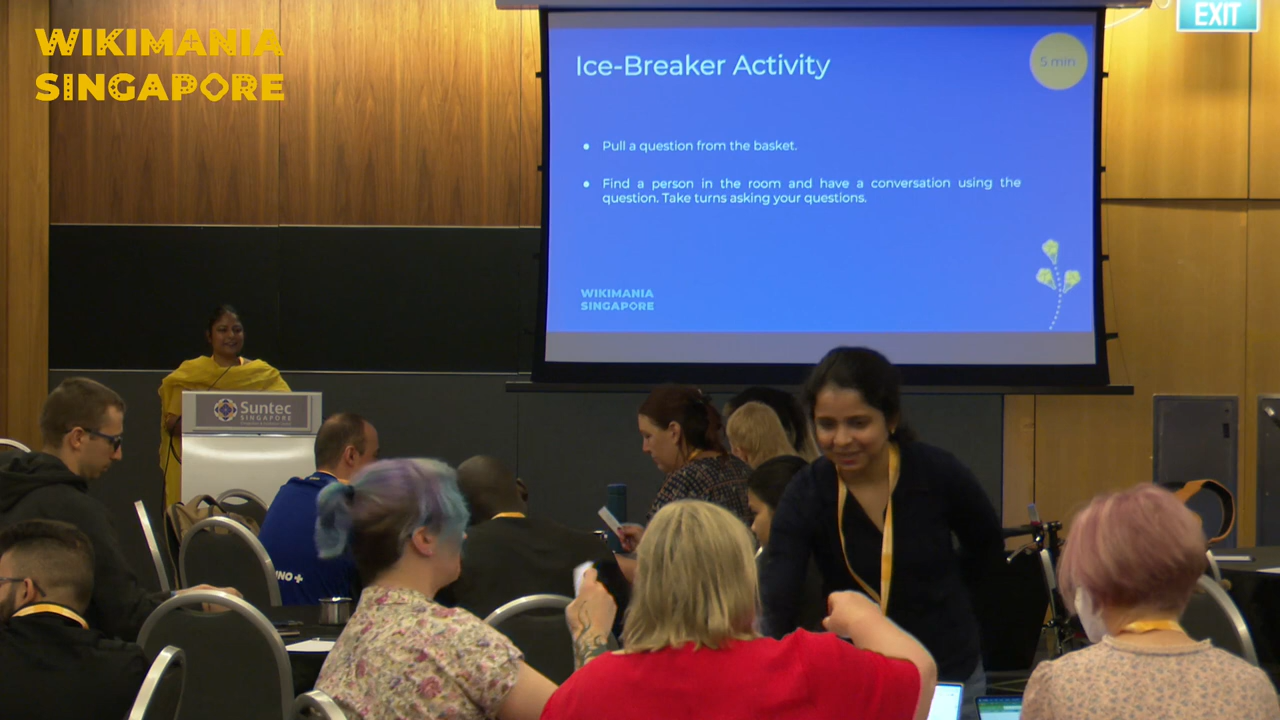 WIKIMANIA
SINGAPORE
EXIT
Ice-Breaker Activity
5 min
Pull a question from the basket.
Find a person in the room and have a conversation using the
question. Take turns asking your questions.
WIKIMANIA
SINGAPORE
Suntec
SINGAPORE